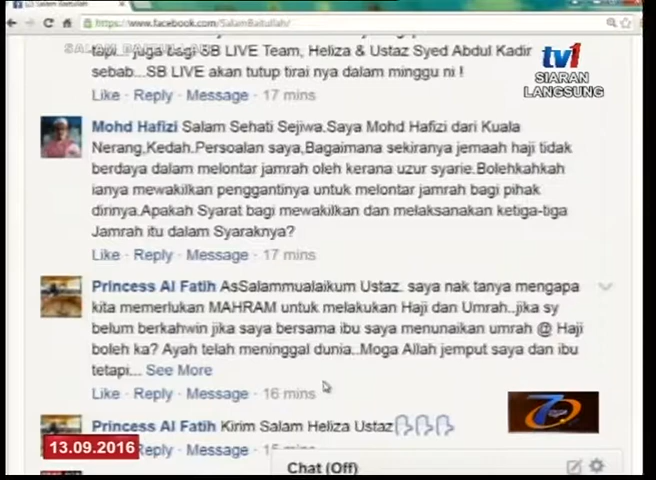 Salam Baitullah
https://www.facebook.com/SalamBaitullah/
tapi... juga bagi SB LIVE Team, Heliza & Ustaz Syed Abdul Kadir
sebab...SB LIVE akan tutup tirai nya dalam minggu ni !
Like · Reply · Message · 17 mins
tv1
SIARAN
LANGSUNG
Mohd Hafizi Salam Sehati Sejiwa.Saya Mohd Hafizi dari Kuala
Nerang,Kedah.Persoalan saya,Bagaimana sekiranya jemaah haji tidak
berdaya dalam melontar jamrah oleh kerana uzur syarie.Bolehkahkah
ianya mewakilkan penggantinya untuk melontar jamrah bagi pihak
dirinya.Apakah Syarat bagi mewakilkan dan melaksanakan ketiga-tiga
Jamrah itu dalam Syaraknya?
Like · Reply · Message · 17 mins
Princess Al Fatih AsSalammualaikum Ustaz. saya nak tanya mengapa
kita memerlukan MAHRAM untuk melakukan Haji dan Umrah..jika sy
belum berkahwin jika saya bersama ibu saya menunaikan umrah @ Haji
boleh ka? Ayah telah meninggal dunia..Moga Allah jemput saya dan ibu
tetapi... See More
Like · Reply · Message · 16 mins
Princess Al Fatih Kirim Salam Heliza Ustaz
Reply · Message · 15 mins
7
13.09.2016
Chat (Off)